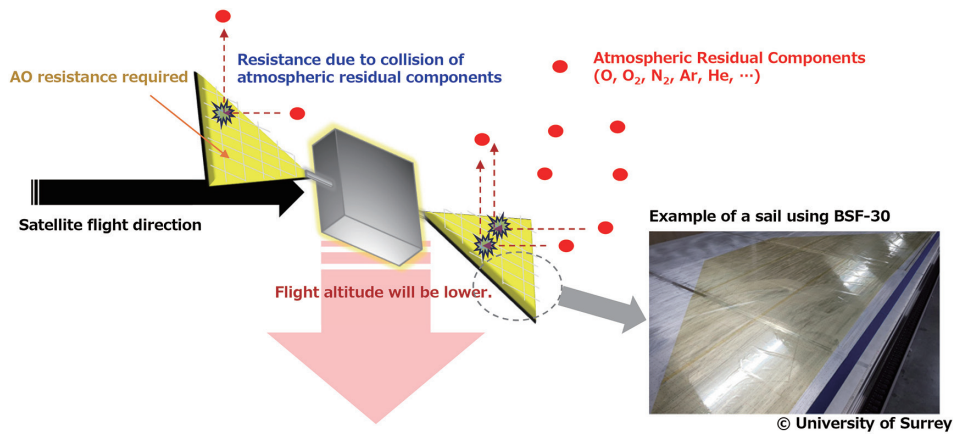 Resistance due to collision of
atmospheric residual components
AO resistance required
Atmospheric Residual Components
(O, O₂, N₂, Ar, He, ···)
Satellite flight direction
Example of a sail using BSF-30
Flight altitude will be lower.
© University of Surrey